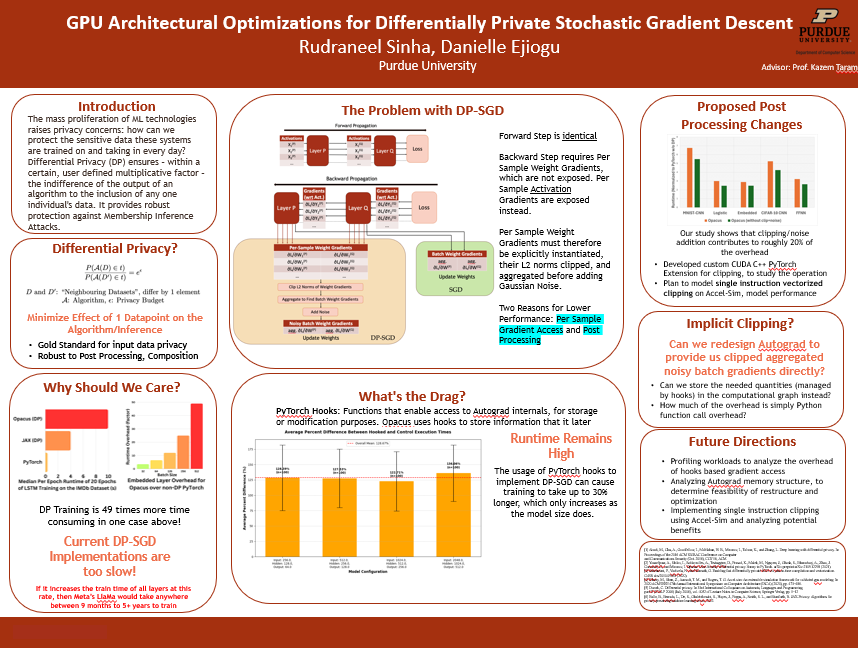 GPU Architectural Optimizations for Differentially Private Stochastic Gradient Descent
Rudraneel Sinha, Danielle Ejiogu
Purdue University
PURDUE
UNIVERSITY
Department of Computer Science
Advisor: Prof. Kazem Taram
Introduction
The mass proliferation of ML technologies
raises privacy concerns: how can we
protect the sensitive data these systems
are trained on and taking in every day?
Differential Privacy (DP) ensures - within a
certain, user defined multiplicative factor -
the indifference of the output of an
algorithm to the inclusion of any one
individual's data. It provides robust
protection against Membership Inference
Attacks.
Differential Privacy?
P(A(D) ∈ t)
P(A(D′) ∈ t) = e^ε
D and D′: "Neighbouring Datasets", differ by 1 element
A: Algorithm, ε: Privacy Budget
Minimize Effect of 1 Datapoint on the
Algorithm/Inference
• Gold Standard for input data privacy
• Robust to Post Processing, Composition
Why Should We Care?
Opacus (DP)
JAX (DP)
PyTorch
0 2 4 6 8 10
Median Per Epoch Runtime of 20 Epochs
of LSTM Training on the IMDb Dataset (s)
Runtime Overhead (Factor)
Batch Size
Embedded Layer Overhead for
Opacus over non-DP PyTorch
DP Training is 49 times more time
consuming in one case above!
Current DP-SGD
Implementations are
too slow!
If it increases the train time of all layers at this
rate, then Meta's LlaMa would take anywhere
between 9 months to 5+ years to train
The Problem with DP-SGD
Forward Propagation
Activations
Layer P
Activations
Layer Q
Loss
Backward Propagation
Layer P
Gradients
(wrt Act.)
Layer Q
Gradients
(wrt Act.)
Loss
Per-Sample Weight Gradients
Clip L2 Norms of Weight Gradients
Aggregate to Find Batch Weight Gradients
Add Noise
Noisy Batch Weight Gradients
Update Weights
DP-SGD
Batch Weight Gradients
Update Weights
SGD
Forward Step is identical
Backward Step requires Per
Sample Weight Gradients,
which are not exposed. Per
Sample Activation
Gradients are exposed
instead.
Per Sample Weight
Gradients must therefore
be explicitly instantiated,
their L2 norms clipped, and
aggregated before adding
Gaussian Noise.
Two Reasons for Lower
Performance: Per Sample
Gradient Access and Post
Processing
What's the Drag?
PyTorch Hooks: Functions that enable access to Autograd internals, for storage
or modification purposes. Opacus uses hooks to store information that it later
Average Percent Difference Between Hooked and Control Execution Times
Average Percent Difference (%)
Model Configuration
Runtime Remains
High
The usage of PyTorch hooks to
implement DP-SGD can cause
training to take up to 30%
longer, which only increases as
the model size does.
Proposed Post
Processing Changes
MNIST-CNN Logistic Embedded CIFAR-10 CNN FFNN
Opacus Opacus (without clipping/noise)
Our study shows that clipping/noise
addition contributes to roughly 20% of
the overhead
• Developed custom CUDA C++ PyTorch
Extension for clipping, to study the operation
• Plan to model single instruction vectorized
clipping on Accel-Sim, model performance
Implicit Clipping?
Can we redesign Autograd to
provide us clipped aggregated
noisy batch gradients directly?
• Can we store the needed quantities (managed
by hooks) in the computational graph instead?
• How much of the overhead is simply Python
function call overhead?
Future Directions
• Profiling workloads to analyze the overhead
of hooks based gradient access
• Analyzing Autograd memory structure, to
determine feasibility of restructure and
optimization
• Implementing single instruction clipping
using Accel-Sim and analyzing potential
benefits